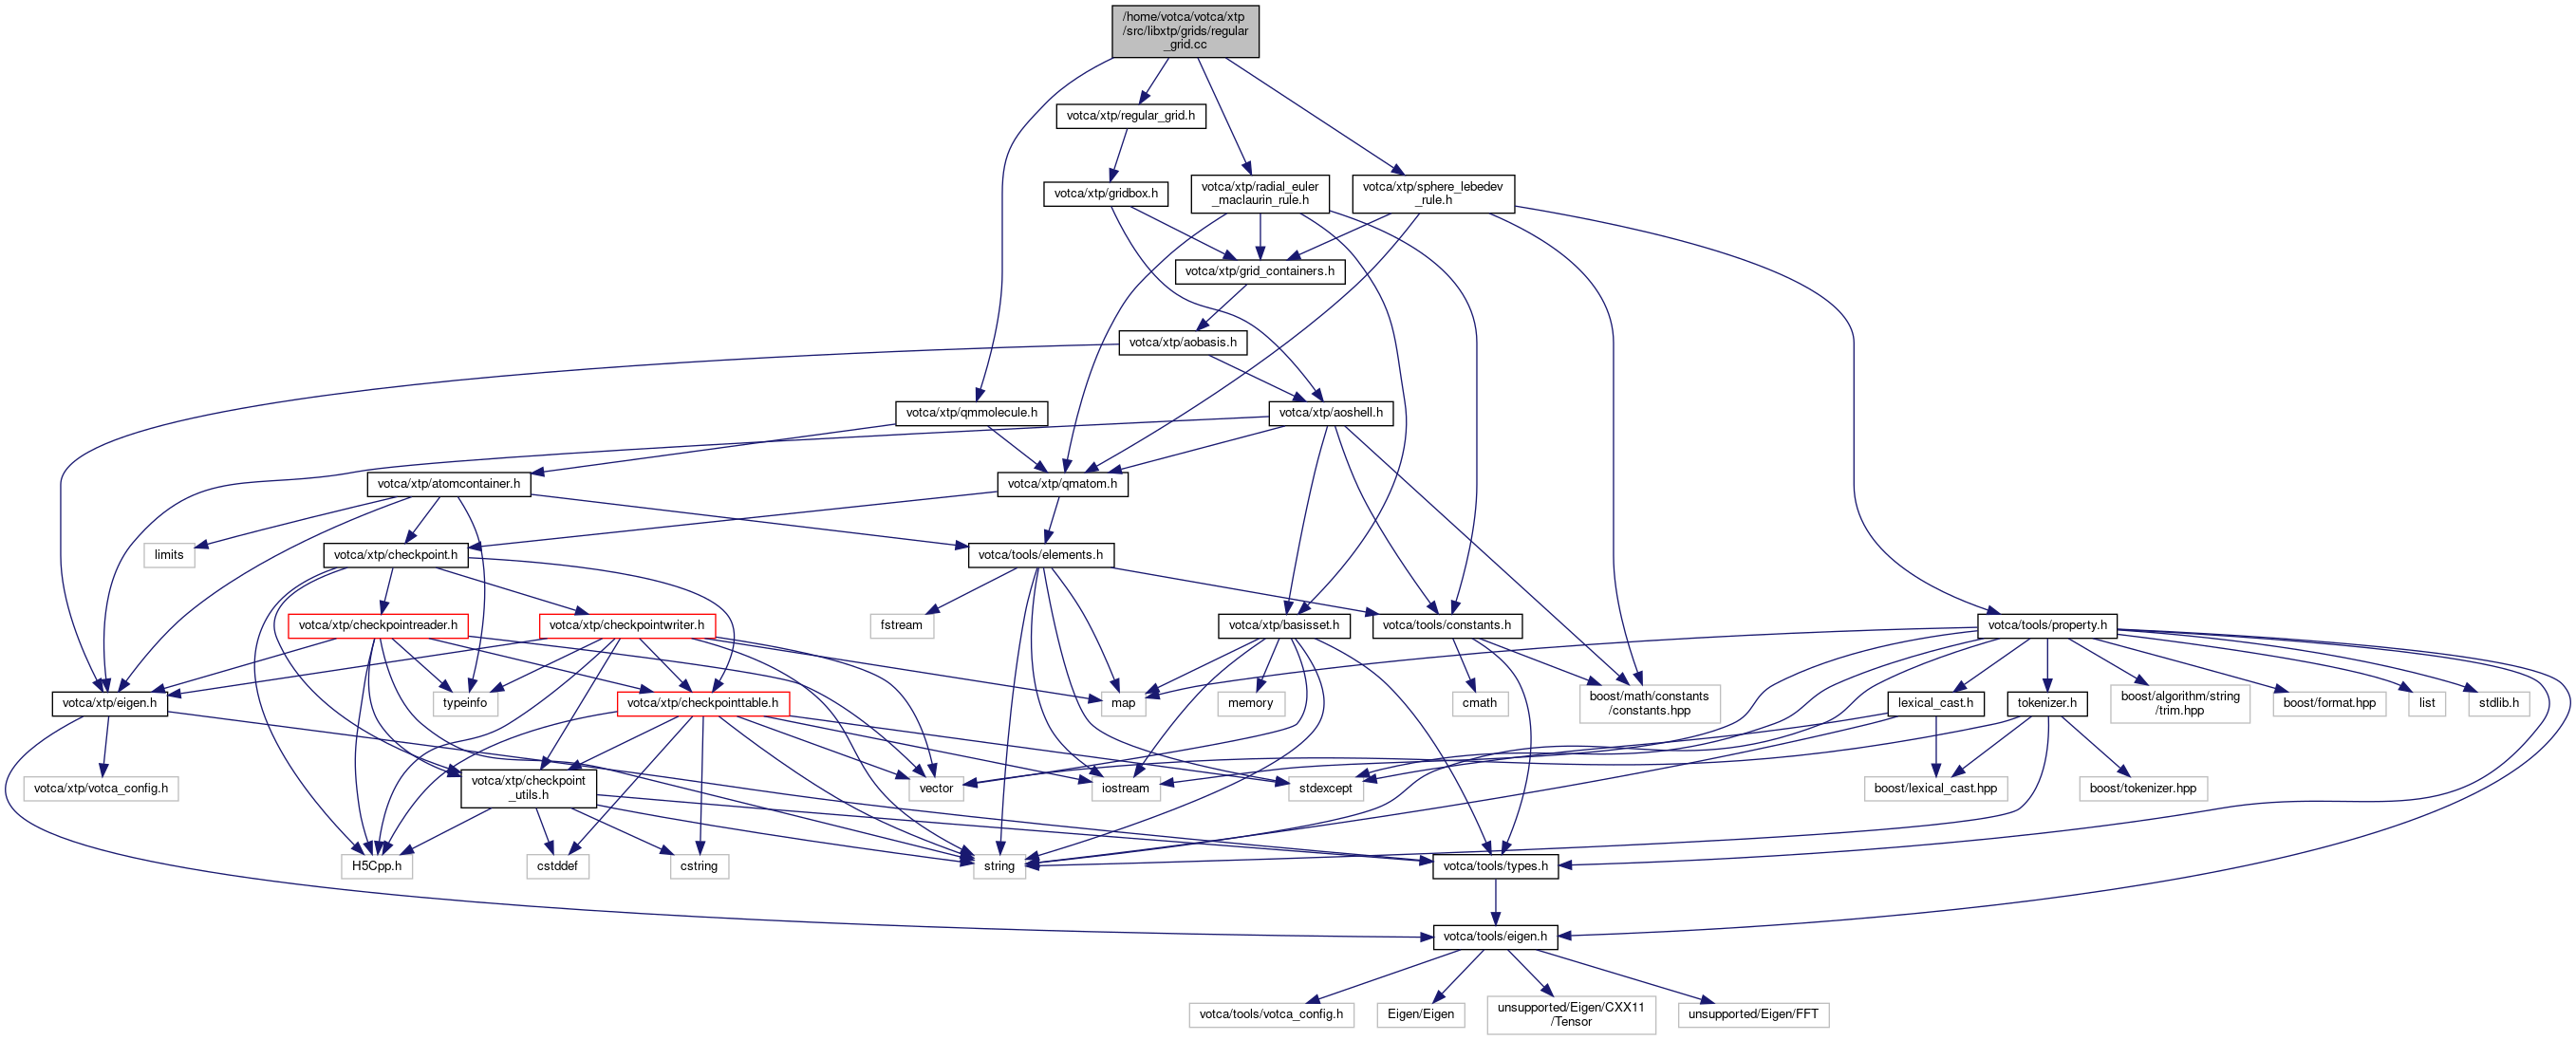 /home/votca/votca/xtp
/src/libxtp/grids/regular
_grid.cc
votca/xtp/regular_grid.h
votca/xtp/gridbox.h
votca/xtp/radial_euler
_maclaurin_rule.h
votca/xtp/sphere_lebedev
_rule.h
votca/xtp/grid_containers.h
votca/xtp/aobasis.h
votca/xtp/qmmolecule.h
votca/xtp/aoshell.h
votca/xtp/atomcontainer.h
votca/xtp/qmatom.h
limits
votca/xtp/checkpoint.h
votca/tools/elements.h
votca/xtp/checkpointreader.h
votca/xtp/checkpointwriter.h
fstream
votca/xtp/basisset.h
votca/tools/constants.h
votca/tools/property.h
votca/xtp/eigen.h
typeinfo
votca/xtp/checkpointtable.h
map
memory
cmath
boost/math/constants
/constants.hpp
lexical_cast.h
tokenizer.h
boost/algorithm/string
/trim.hpp
boost/format.hpp
list
stdlib.h
votca/xtp/votca_config.h
votca/xtp/checkpoint
_utils.h
vector
iostream
stdexcept
boost/lexical_cast.hpp
boost/tokenizer.hpp
H5Cpp.h
cstddef
cstring
string
votca/tools/types.h
votca/tools/eigen.h
votca/tools/votca_config.h
Eigen/Eigen
unsupported/Eigen/CXX11
/Tensor
unsupported/Eigen/FFT